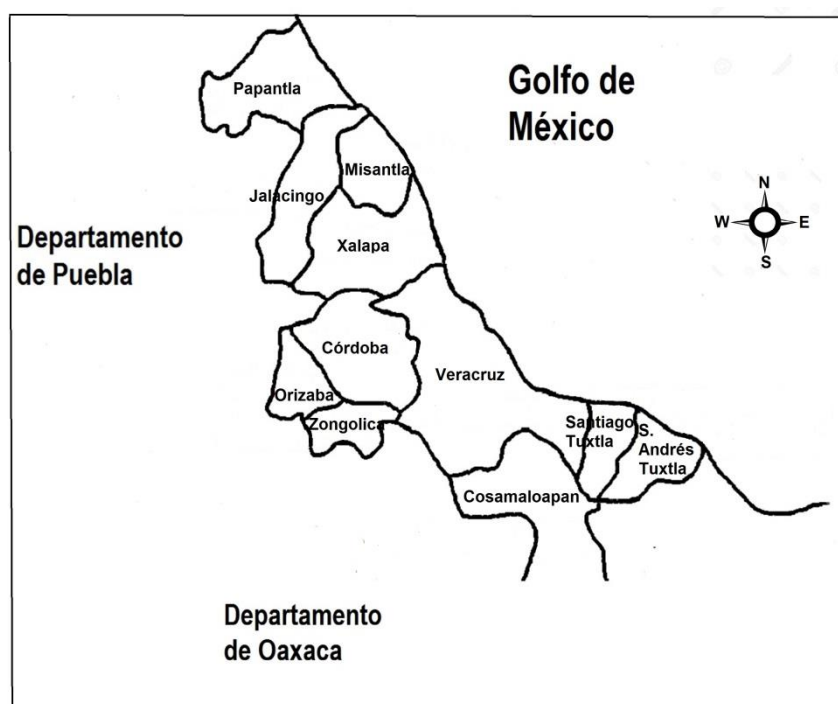 Golfo de
México
Papantla
Misantla
Jalacingo
N
W
E
S
Departamento
de Puebla
Xalapa
Córdoba
Veracruz
Orizaba
Zongolica
Santiago
Tuxtla
S.
Andrés
Tuxtla
Cosamaloapan
Departamento
de Oaxaca